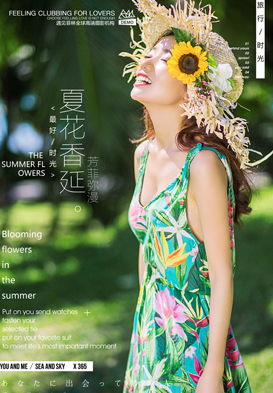 FEELING CLUBBING FOR LOVERS
CHOOSE FEELING LOVE IS NOT ENOUGH
DEMO
旅行/时光
夏花香延。
<最好/时光>
芳菲弥漫
THE
SUMMER FL
OWERS
Blooming
flowers
in
the
summer
Put on you send watches
fasten your
selected tie
put on your favorite suit
to meet life's most important moment
YOU AND ME / SEA AND SKY X 365
あなたに出会って